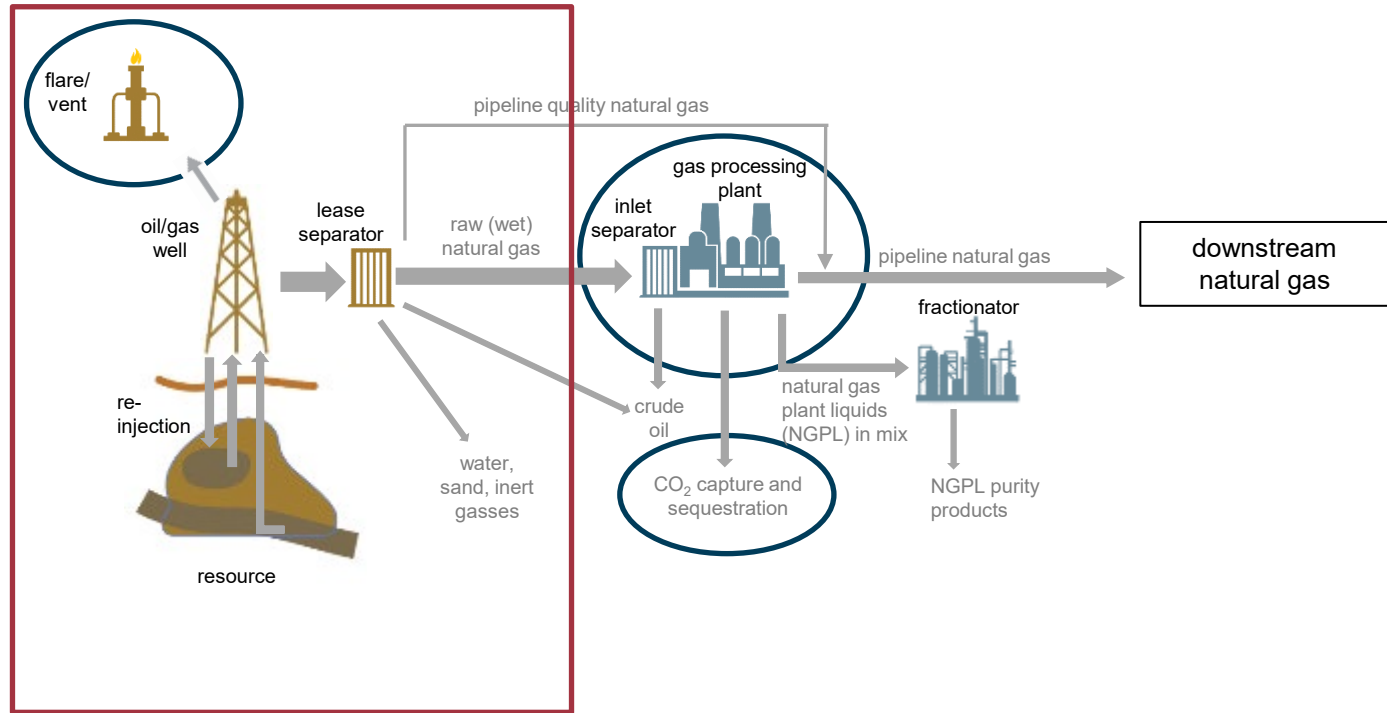 flare/
vent
pipeline quality natural gas
gas processing
plant
oil/gas
well
lease
separator
raw (wet)
natural gas
inlet
separator
pipeline natural gas
downstream
natural gas
fractionator
re-
injection
crude
oil
natural gas
plant liquids
(NGPL) in mix
water,
sand, inert
gasses
CO₂ capture and
sequestration
NGPL purity
products
resource